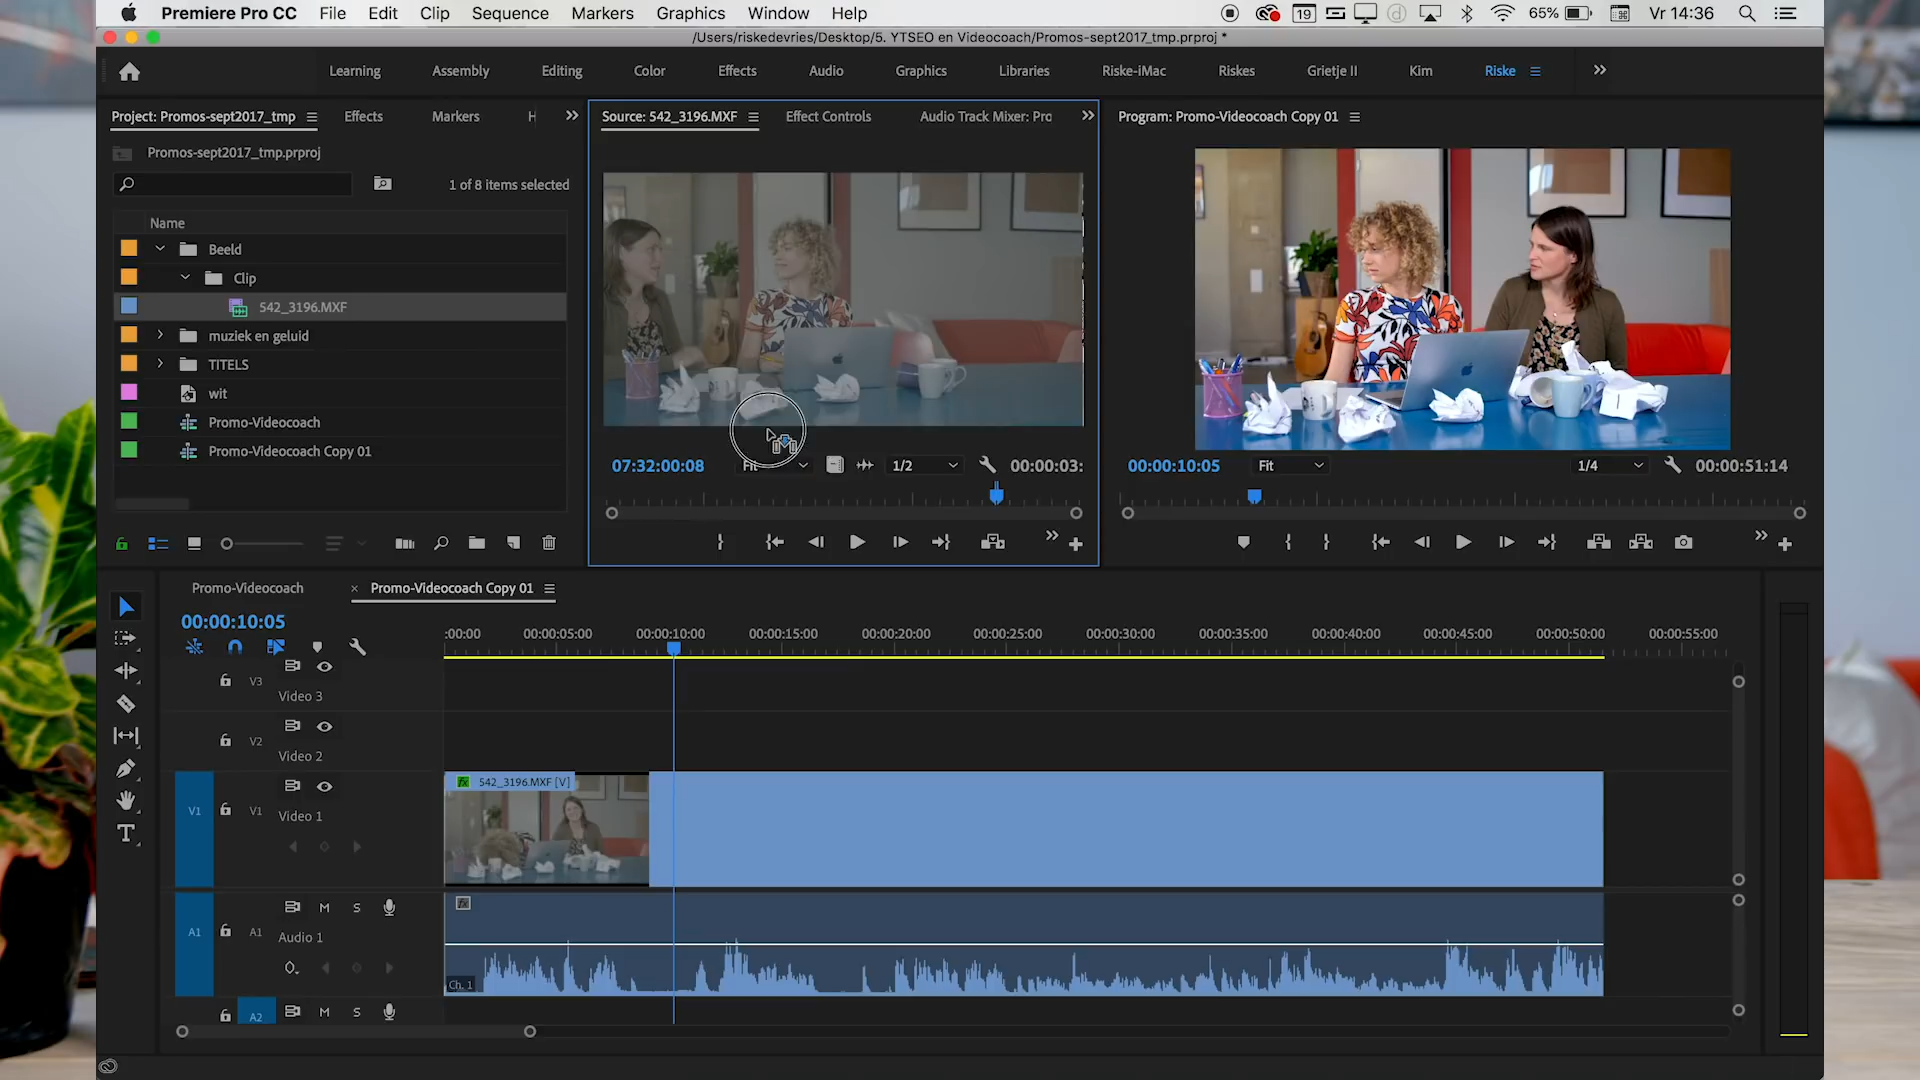 Premiere Pro CC File Edit Clip Sequence Markers Graphics Window Help 19 65% Vr 14:36
/Users/riskedevries/Desktop/5. YTSEO en Videocoach/Promos-sept2017_tmp.prproj *
Learning Assembly Editing Color Effects Audio Graphics Libraries Riske-iMac Riskes Grietje II Kim Riske
Project: Promos-sept2017_tmp Effects Markers H
Source: 542_3196.MXF Effect Controls Audio Track Mixer: Pro
Program: Promo-Videocoach Copy 01
Promos-sept2017_tmp.prproj
1 of 8 items selected
Name
Beeld
Clip
542_3196.MXF
muziek en geluid
TITELS
wit
Promo-Videocoach
Promo-Videocoach Copy 01
07:32:00:08 Fit 1/2 00:00:03:
00:00:10:05 Fit 1/4 00:00:51:14
Promo-Videocoach × Promo-Videocoach Copy 01
00:00:10:05
:00:00 00:00:05:00 00:00:10:00 00:00:15:00 00:00:20:00 00:00:25:00 00:00:30:00 00:00:35:00 00:00:40:00 00:00:45:00 00:00:50:00 00:00:55:00
V3
Video 3
V2
Video 2
V1 V1 Video 1
fx 542_3196.MXF [V]
M S
A1 A1 Audio 1
fx
Ch. 1
A2 M S